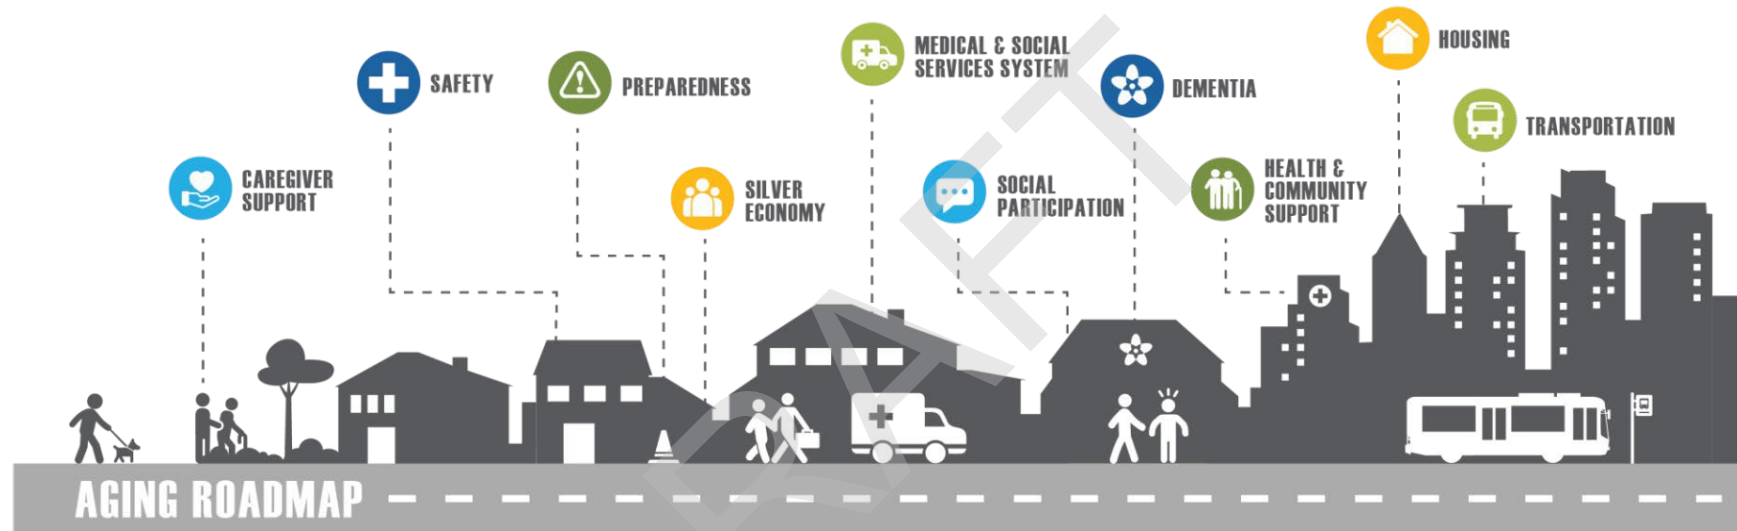 CAREGIVER
SUPPORT
SAFETY
PREPAREDNESS
SILVER
ECONOMY
MEDICAL & SOCIAL
SERVICES SYSTEM
SOCIAL
PARTICIPATION
DEMENTIA
HEALTH &
COMMUNITY
SUPPORT
HOUSING
TRANSPORTATION
AGING ROADMAP
DRAFT